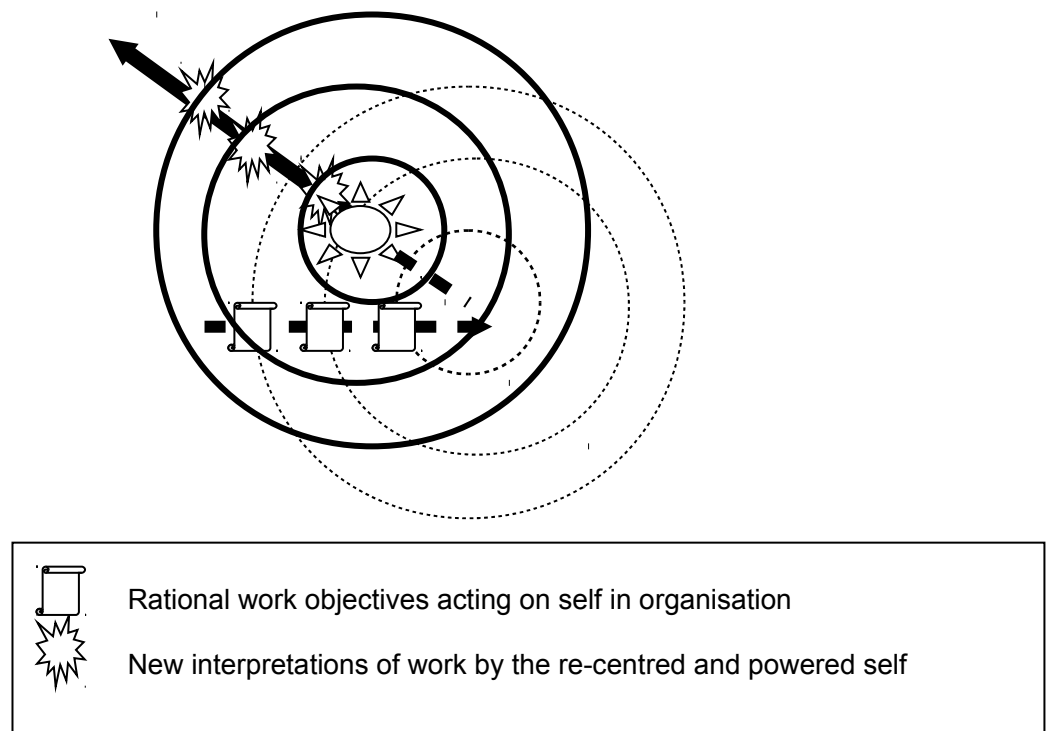 Rational work objectives acting on self in organisation
New interpretations of work by the re-centred and powered self